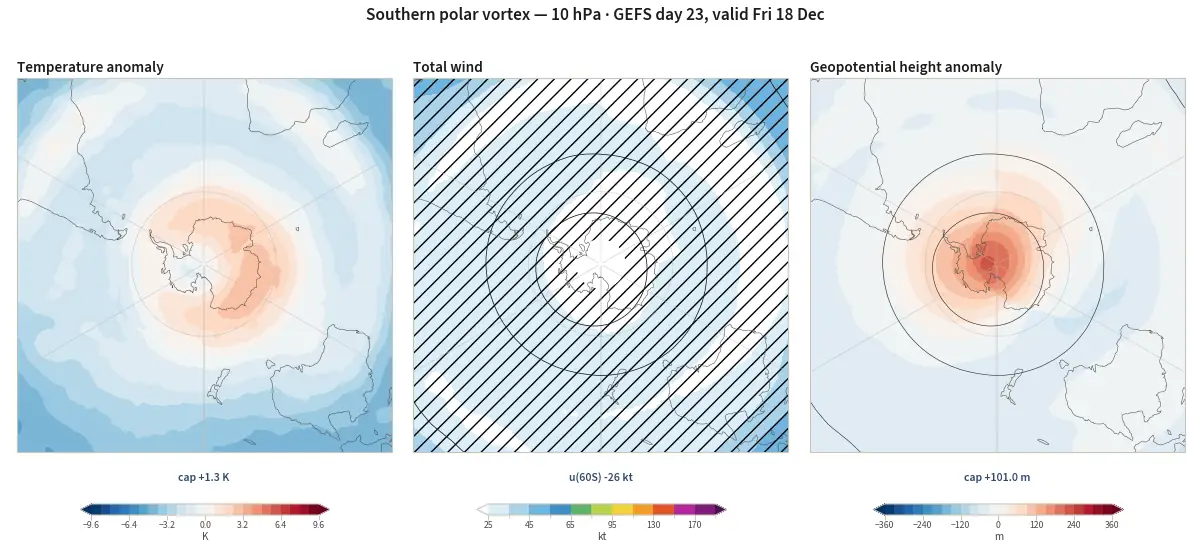 Southern polar vortex — 10 hPa · GEFS day 23, valid Fri 18 Dec
Temperature anomaly
Total wind
Geopotential height anomaly
cap +1.3 K
u(60S) -26 kt
cap +101.0 m
−9.6 −6.4 −3.2 0.0 3.2 6.4 9.6
K
25 45 65 95 130 170
kt
−360 −240 −120 0 120 240 360
m